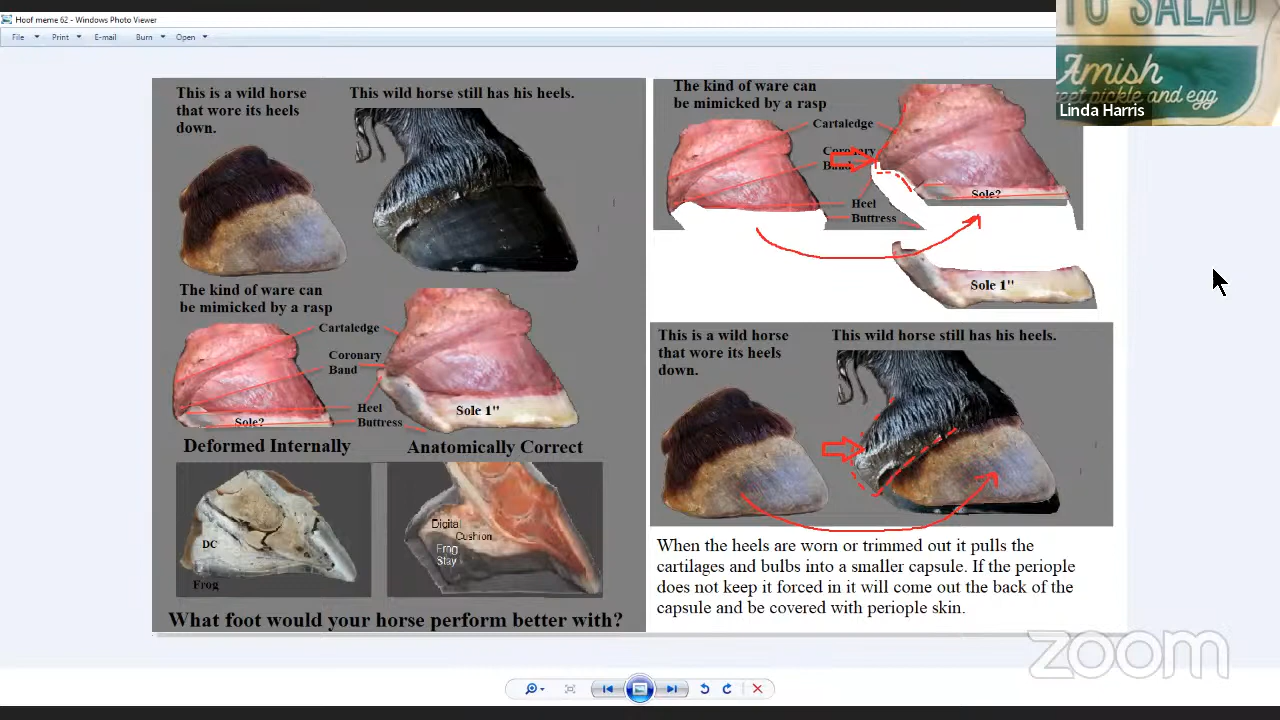 Hoof meme 62 - Windows Photo Viewer
File
Print
E-mail
Burn
Open
This is a wild horse
that wore its heels
down.
This wild horse still has his heels.
The kind of ware can
be mimicked by a rasp
Cartaledge
Coronary
Band
Heel
Buttress
Sole?
Sole 1"
Deformed Internally
Anatomically Correct
DC
Frog
Digital
Cushion
Frog
Stay
What foot would your horse perform better with?
The kind of ware can
be mimicked by a rasp
Cartaledge
Coronary
Band
Heel
Buttress
Sole?
Sole 1"
This is a wild horse
that wore its heels
down.
This wild horse still has his heels.
When the heels are worn or trimmed out it pulls the
cartilages and bulbs into a smaller capsule. If the periople
does not keep it forced in it will come out the back of the
capsule and be covered with periople skin.
TO SALAD
Amish
pickle and egg
Linda Harris
zoom